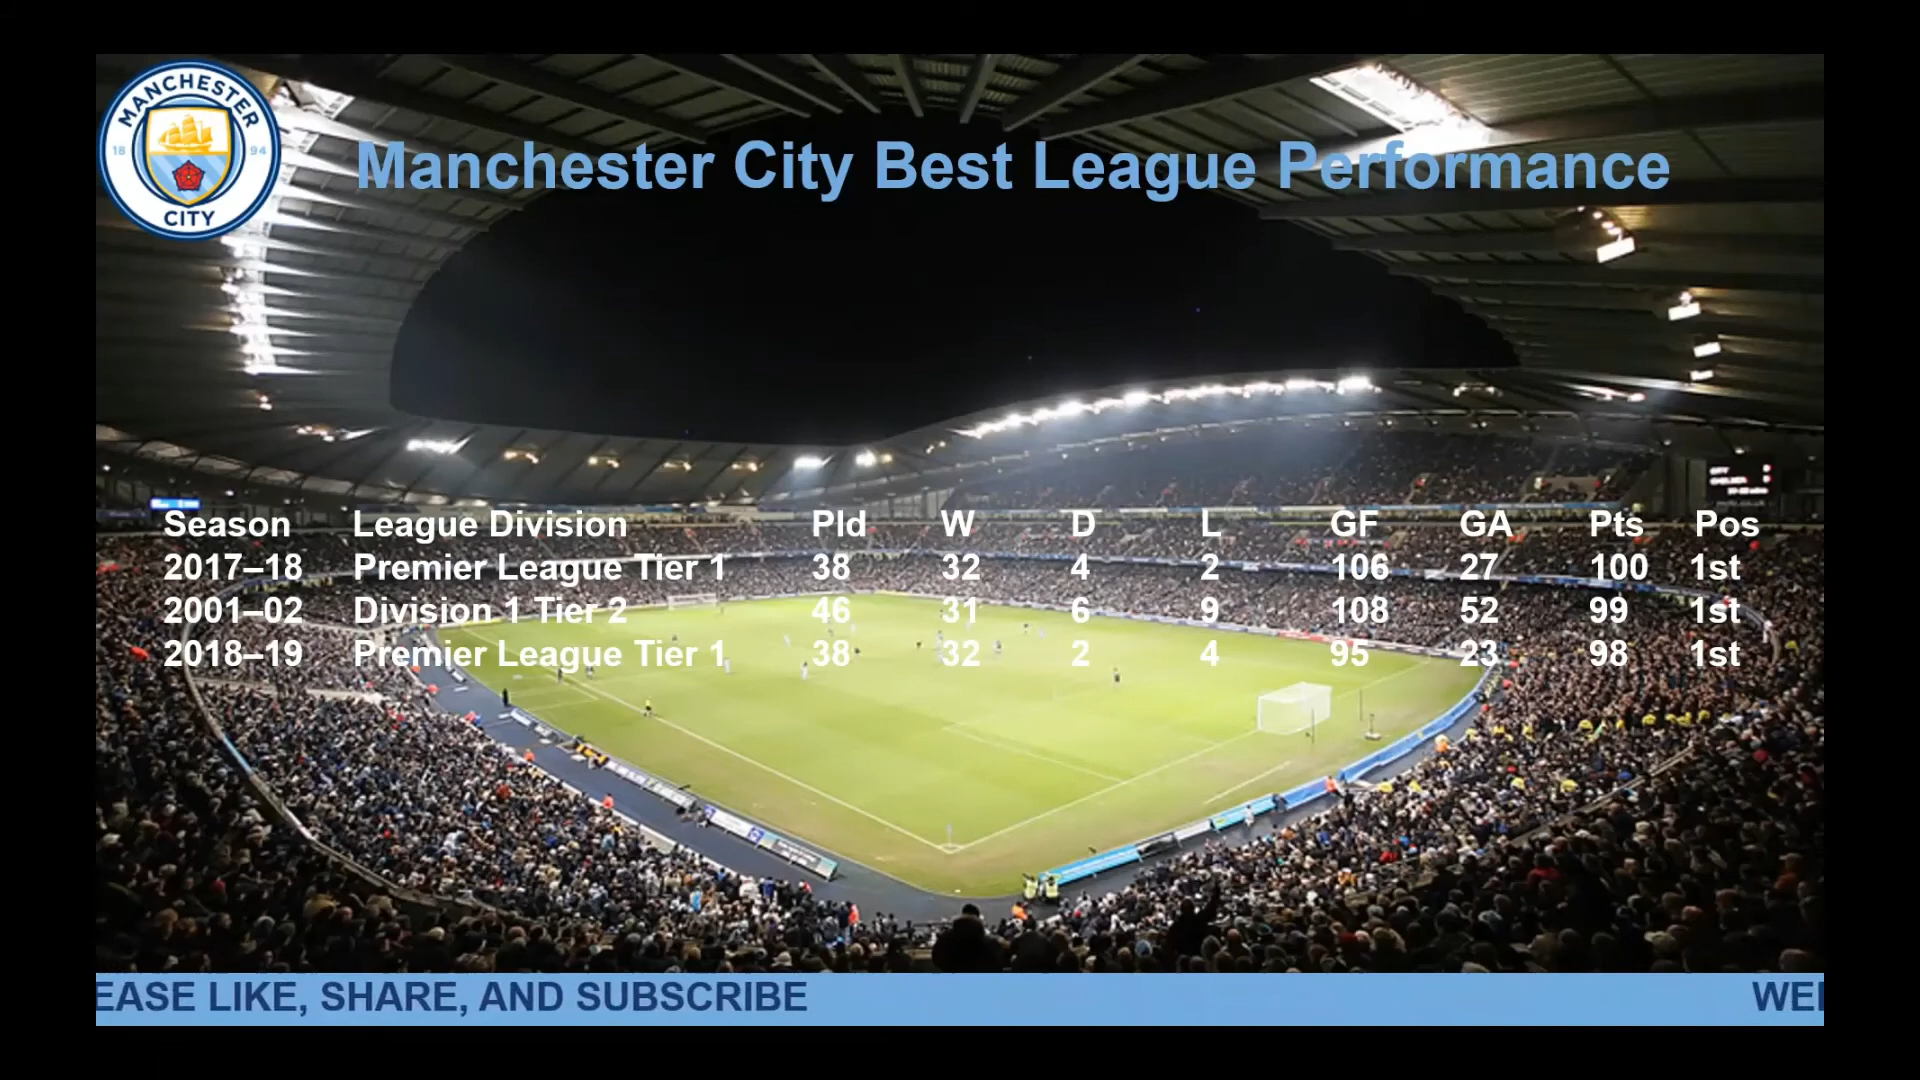 MANCHESTER
18 94
CITY
Manchester City Best League Performance
Season League Division Pld W D L GF GA Pts Pos
2017–18 Premier League Tier 1 38 32 4 2 106 27 100 1st
2001–02 Division 1 Tier 2 46 31 6 9 108 52 99 1st
2018–19 Premier League Tier 1 38 32 2 4 95 23 98 1st
EASE LIKE, SHARE, AND SUBSCRIBE